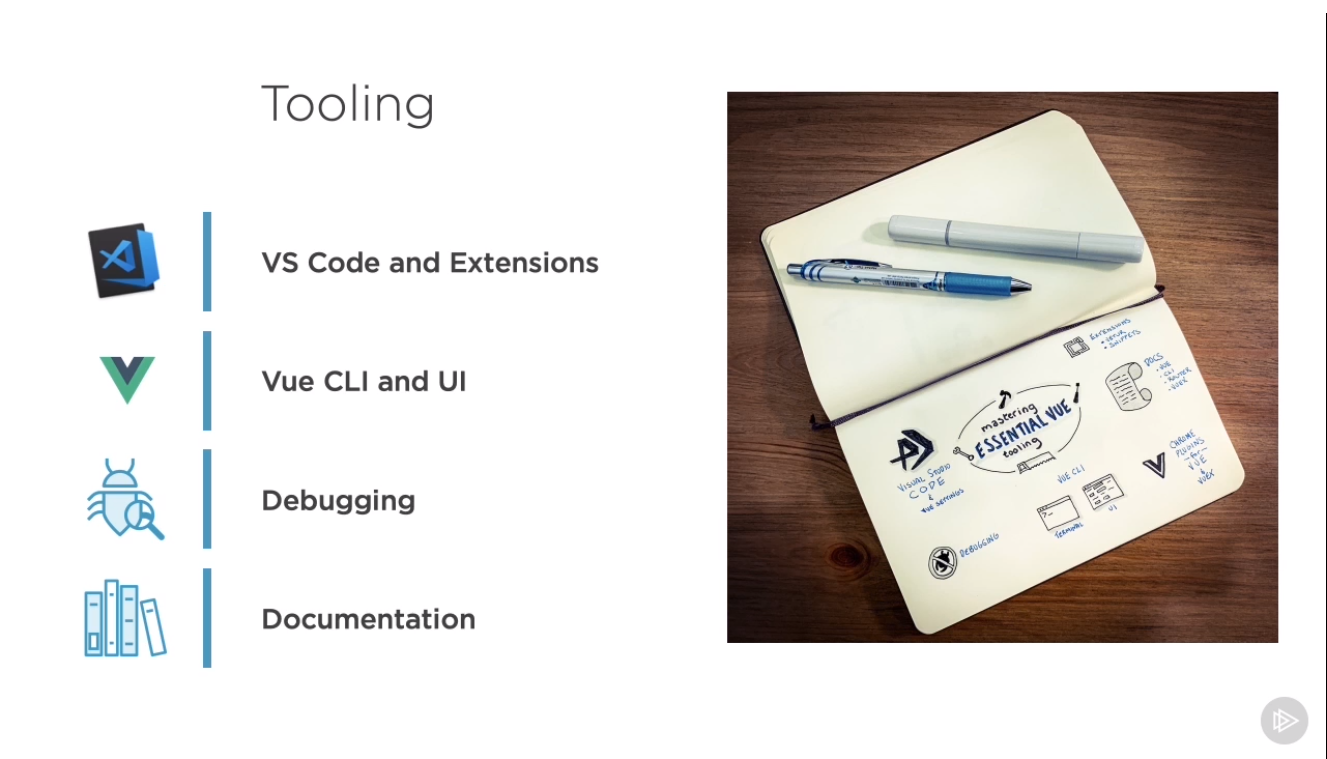 Tooling
VS Code and Extensions
Vue CLI and UI
Debugging
Documentation
EXTENSIONS
• VETUR
• SNIPPETS
DOCS
• VUE
• CLI
• ROUTER
• VUEX
mastering
ESSENTIAL VUE
tooling
VISUAL STUDIO
CODE
&
VUE SETTINGS
CHROME
PLUGINS
for
VUE
&
VUEX
VUE CLI
TERMINAL
UI
DEBUGGING